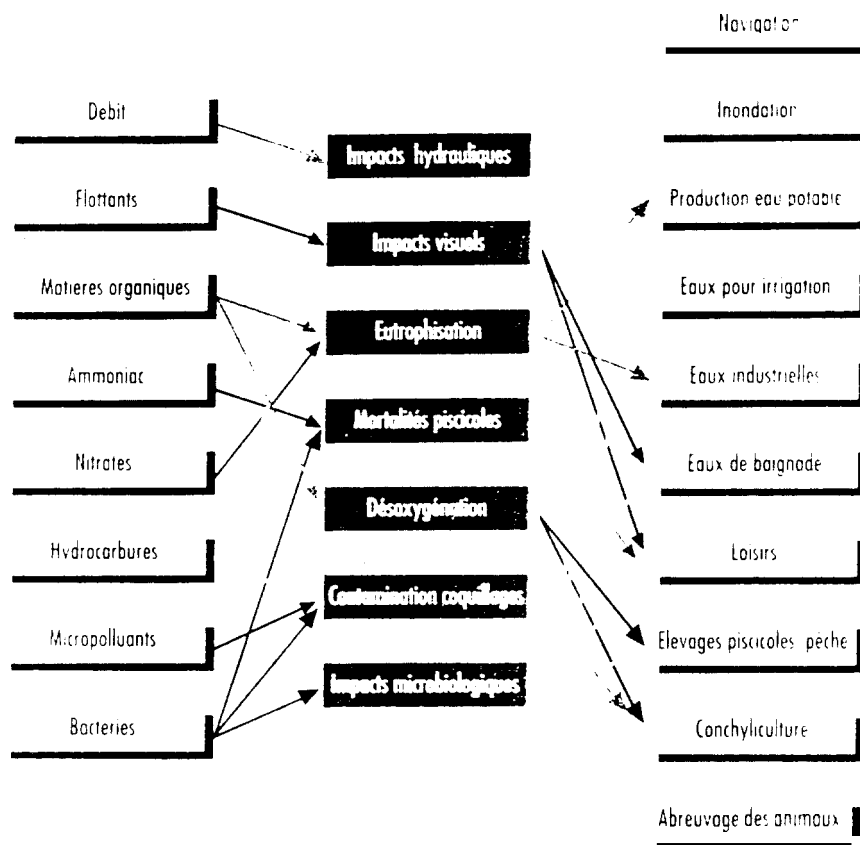 Debit
Flottants
Matieres organiques
Ammoniac
Nitrates
Hydrocarbures
Micropolluants
Bacteries
Impacts hydrauliques
Impacts visuels
Eutrophisation
Mortalités piscicoles
Désoxygénation
Contamination coquillages
Impacts microbiologiques
Navigation
Inondation
Production eau potable
Eaux pour irrigation
Eaux industrielles
Eaux de baignade
Loisirs
Elevages piscicoles pêche
Conchyliculture
Abreuvage des animaux